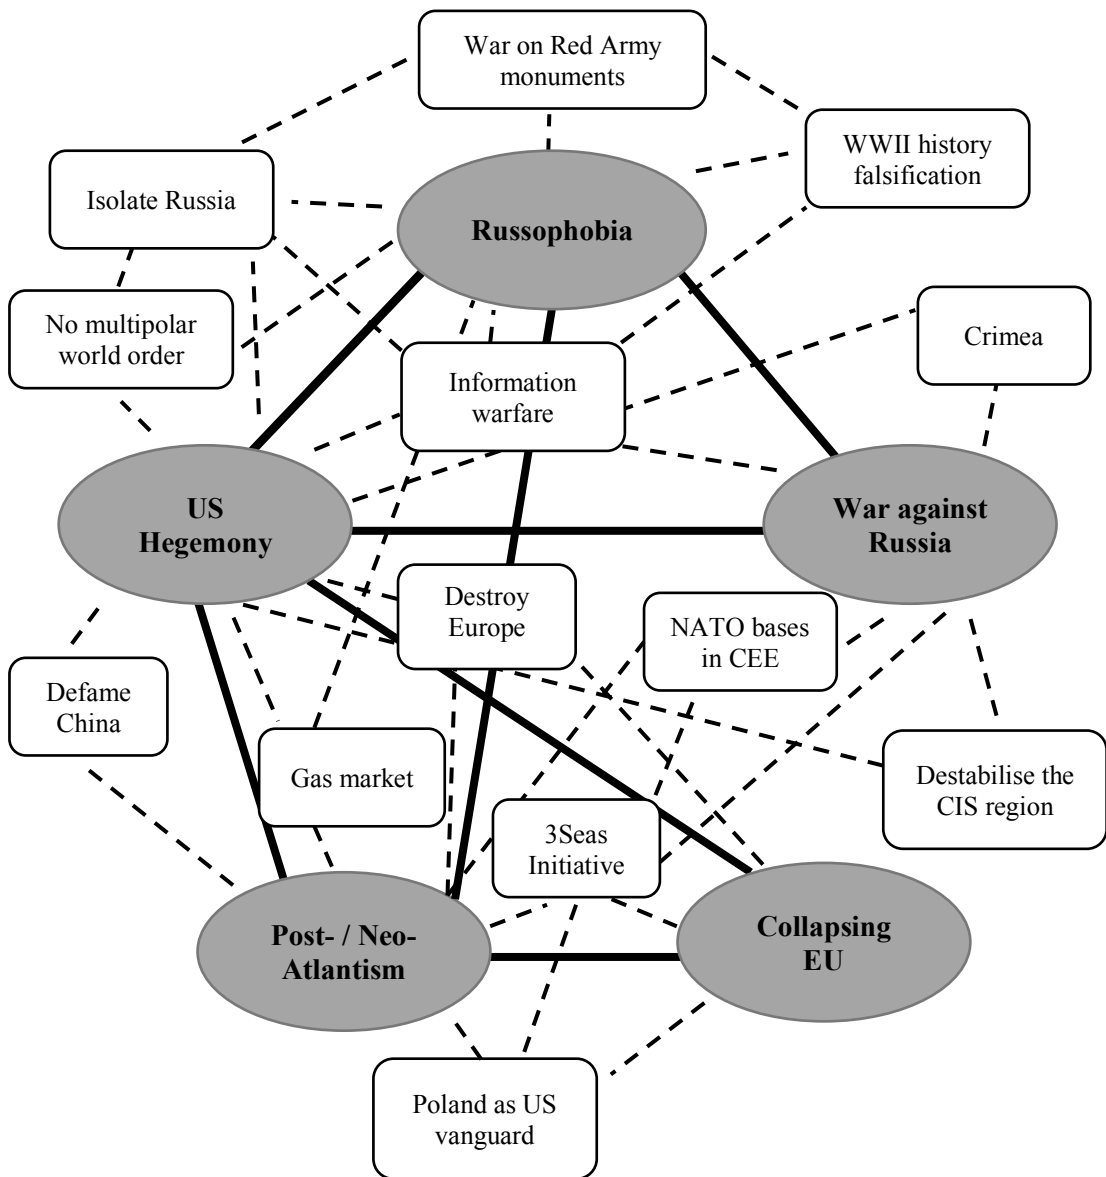 War on Red Army
monuments
WWII history
falsification
Isolate Russia
Russophobia
No multipolar
world order
Crimea
Information
warfare
US
Hegemony
War against
Russia
Destroy
Europe
NATO bases
in CEE
Defame
China
Gas market
Destabilise the
CIS region
3Seas
Initiative
Post- / Neo-
Atlantism
Collapsing
EU
Poland as US
vanguard